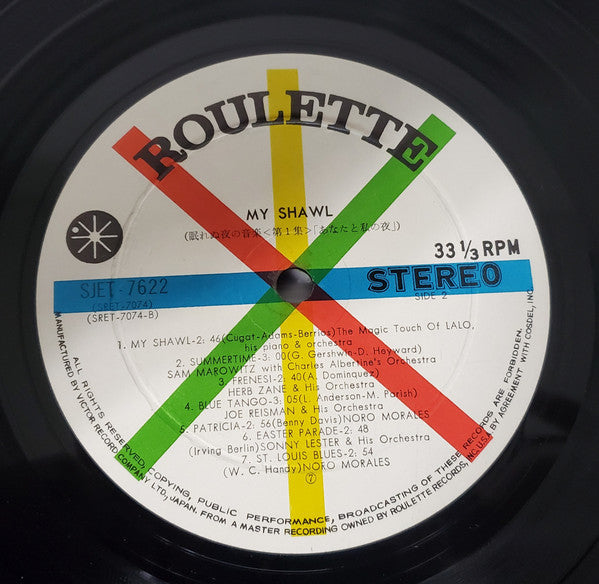 ROULETTE
MY SHAWL
(眠れぬ夜の音楽<第1集>「あなたと私の夜」)
33 1/3 RPM
SJET-7622
STEREO
(SRET-7074)
SIDE 2
(SRET-7074-B)
1. MY SHAWL-2: 46(Cugat-Adams-Berrios)The Magic Touch Of LALO,
his piano & orchestra
2. SUMMERTIME-3: 00(G. Gershwin-D. Heyward)
SAM MAROWITZ with Charles Albertine's Orchestra
3. FRENESI-2: 40(A. Dominquez)
HERB ZANE & His Orchestra
4. BLUE TANGO-3: 05(L. Anderson-M. Parish)
JOE REISMAN & His Orchestra
5. PATRICIA-2: 56(Benny Davis)NORO MORALES
6. EASTER PARADE-2: 48
(Irving Berlin)SONNY LESTER & His Orchestra
7. ST. LOUIS BLUES-2: 54
(W. C. Handy)NORO MORALES
⑦
ALL RIGHTS RESERVED, COPYING, PUBLIC PERFORMANCE, BROADCASTING OF THESE RECORDS ARE FORBIDDEN.
MANUFACTURED BY VICTOR RECORD COMPANY LTD, JAPAN, FROM A MASTER RECORDING OWNED BY ROULETTE RECORDS, INC. U.S.A BY AGREEMENT WITH COSDEL, INC.